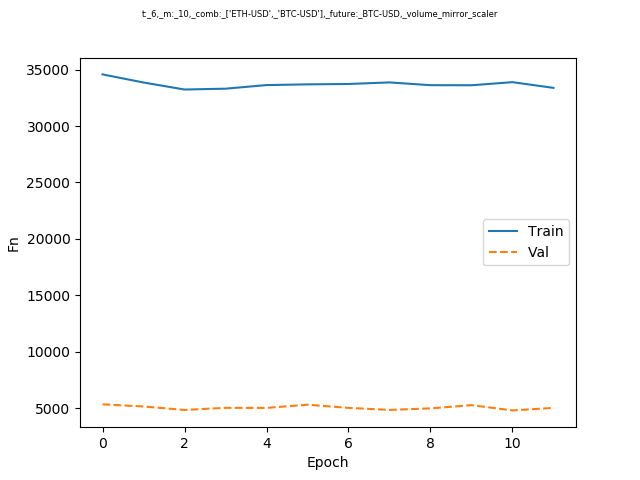 t:_6,_m:_10,_comb:_['ETH-USD',_'BTC-USD'],_future:_BTC-USD,_volume_mirror_scaler
35000
30000
25000
20000
15000
10000
5000
Fn
Train
Val
0 2 4 6 8 10
Epoch